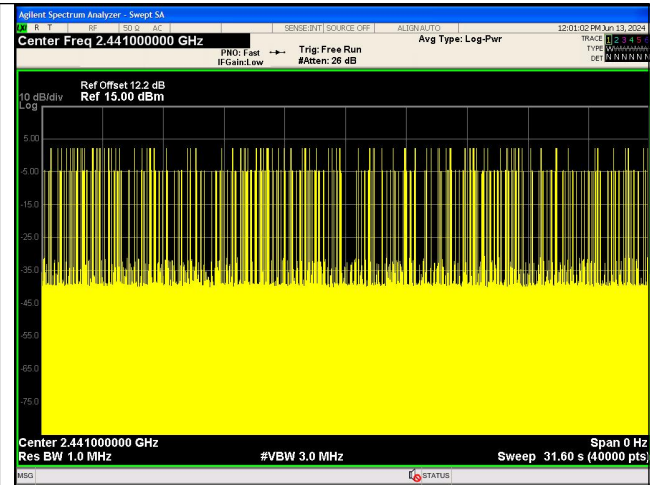 Agilent Spectrum Analyzer - Swept SA
R T RF 50 Ω AC SENSE:INT SOURCE OFF ALIGN AUTO 12:01:02 PM Jun 13, 2024
Center Freq 2.441000000 GHz
PNO: Fast
IFGain:Low
Trig: Free Run
#Atten: 26 dB
Avg Type: Log-Pwr
TRACE 1 2 3 4 5 6
TYPE W
DET N N N N N N
Ref Offset 12.2 dB
10 dB/div Ref 15.00 dBm
Log
5.00
-5.00
-15.0
-25.0
-35.0
-45.0
-55.0
-65.0
-75.0
Center 2.441000000 GHz Span 0 Hz
Res BW 1.0 MHz #VBW 3.0 MHz Sweep 31.60 s (40000 pts)
MSG STATUS